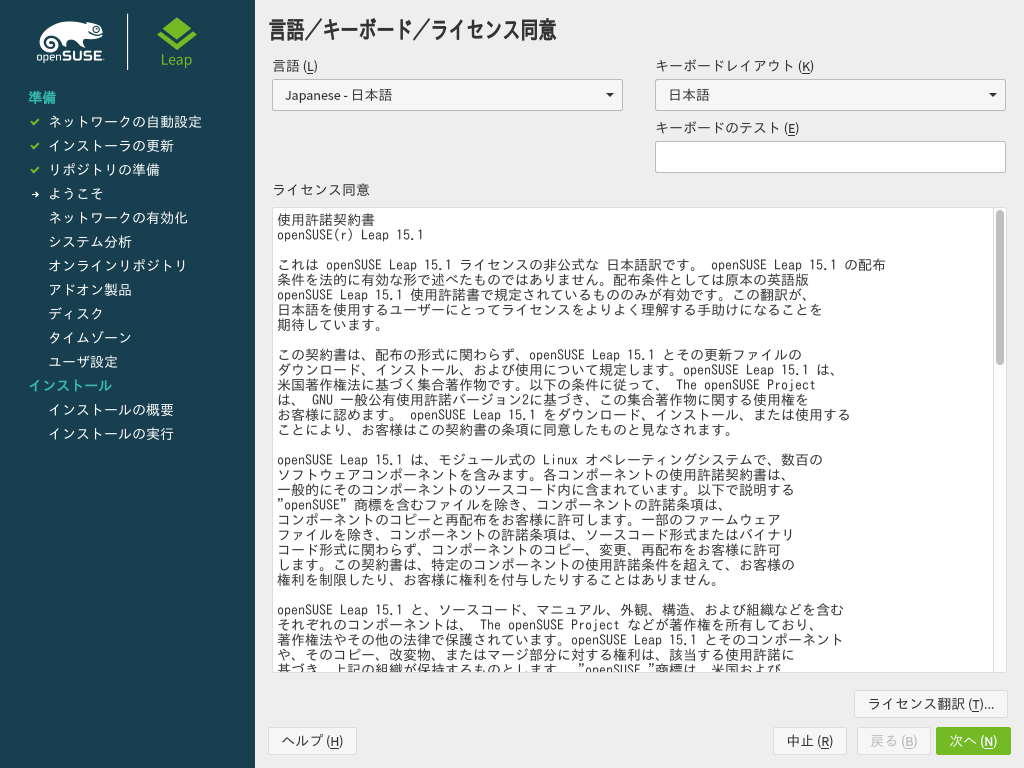 openSUSE
Leap
準備
ネットワークの自動設定
インストーラの更新
リポジトリの準備
ようこそ
ネットワークの有効化
システム分析
オンラインリポジトリ
アドオン製品
ディスク
タイムゾーン
ユーザ設定
インストール
インストールの概要
インストールの実行
言語／キーボード／ライセンス同意
言語 (L)
キーボードレイアウト (K)
Japanese - 日本語
日本語
キーボードのテスト (E)
ライセンス同意
使用許諾契約書
openSUSE(r) Leap 15.1
これは openSUSE Leap 15.1 ライセンスの非公式な 日本語訳です。 openSUSE Leap 15.1 の配布
条件を法的に有効な形で述べたものではありません。配布条件としては原本の英語版
openSUSE Leap 15.1 使用許諾書で規定されているもののみが有効です。この翻訳が、
日本語を使用するユーザーにとってライセンスをよりよく理解する手助けになることを
期待しています。
この契約書は、配布の形式に関わらず、openSUSE Leap 15.1 とその更新ファイルの
ダウンロード、インストール、および使用について規定します。openSUSE Leap 15.1 は、
米国著作権法に基づく集合著作物です。以下の条件に従って、 The openSUSE Project
は、 GNU 一般公有使用許諾バージョン2に基づき、この集合著作物に関する使用権を
お客様に認めます。 openSUSE Leap 15.1 をダウンロード、インストール、または使用する
ことにより、お客様はこの契約書の条項に同意したものと見なされます。
openSUSE Leap 15.1 は、モジュール式の Linux オペレーティングシステムで、数百の
ソフトウェアコンポーネントを含みます。各コンポーネントの使用許諾契約書は、
一般的にそのコンポーネントのソースコード内に含まれています。以下で説明する
”openSUSE” 商標を含むファイルを除き、コンポーネントの許諾条項は、
コンポーネントのコピーと再配布をお客様に許可します。一部のファームウェア
ファイルを除き、コンポーネントの許諾条項は、ソースコード形式またはバイナリ
コード形式に関わらず、コンポーネントのコピー、変更、再配布をお客様に許可
します。この契約書は、特定のコンポーネントの使用許諾条件を超えて、お客様の
権利を制限したり、お客様に権利を付与したりすることはありません。
openSUSE Leap 15.1 と、ソースコード、マニュアル、外観、構造、および組織などを含む
それぞれのコンポーネントは、 The openSUSE Project などが著作権を所有しており、
著作権法やその他の法律で保護されています。openSUSE Leap 15.1 とそのコンポーネント
や、そのコピー、改変物、またはマージ部分に対する権利は、該当する使用許諾に
基づき、上記の組織が保持するものとします。 ”openSUSE ”商標は、米国および
ライセンス翻訳 (T)...
ヘルプ (H)
中止 (R)
戻る (B)
次へ (N)